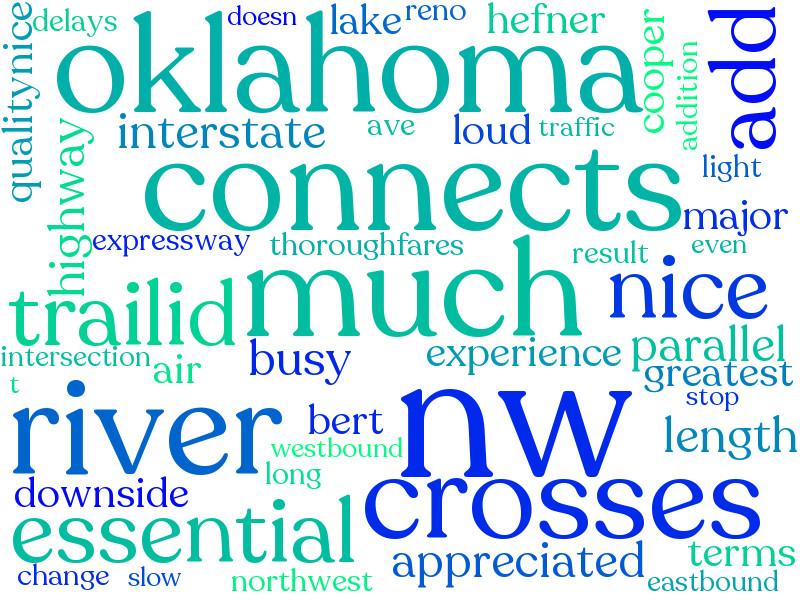 delays
doesn
lake
reno
hefner
cooper
addition
add
qualitynice
oklahoma
interstate
ave
loud
traffic
highway
connects
light
major
expressway
thoroughfares
result
even
trailid
much
nice
intersection
t
air
busy
experience
parallel
greatest
stop
river
bert
nw
length
westbound
long
downside
crosses
essential
appreciated
terms
change
slow
northwest
eastbound